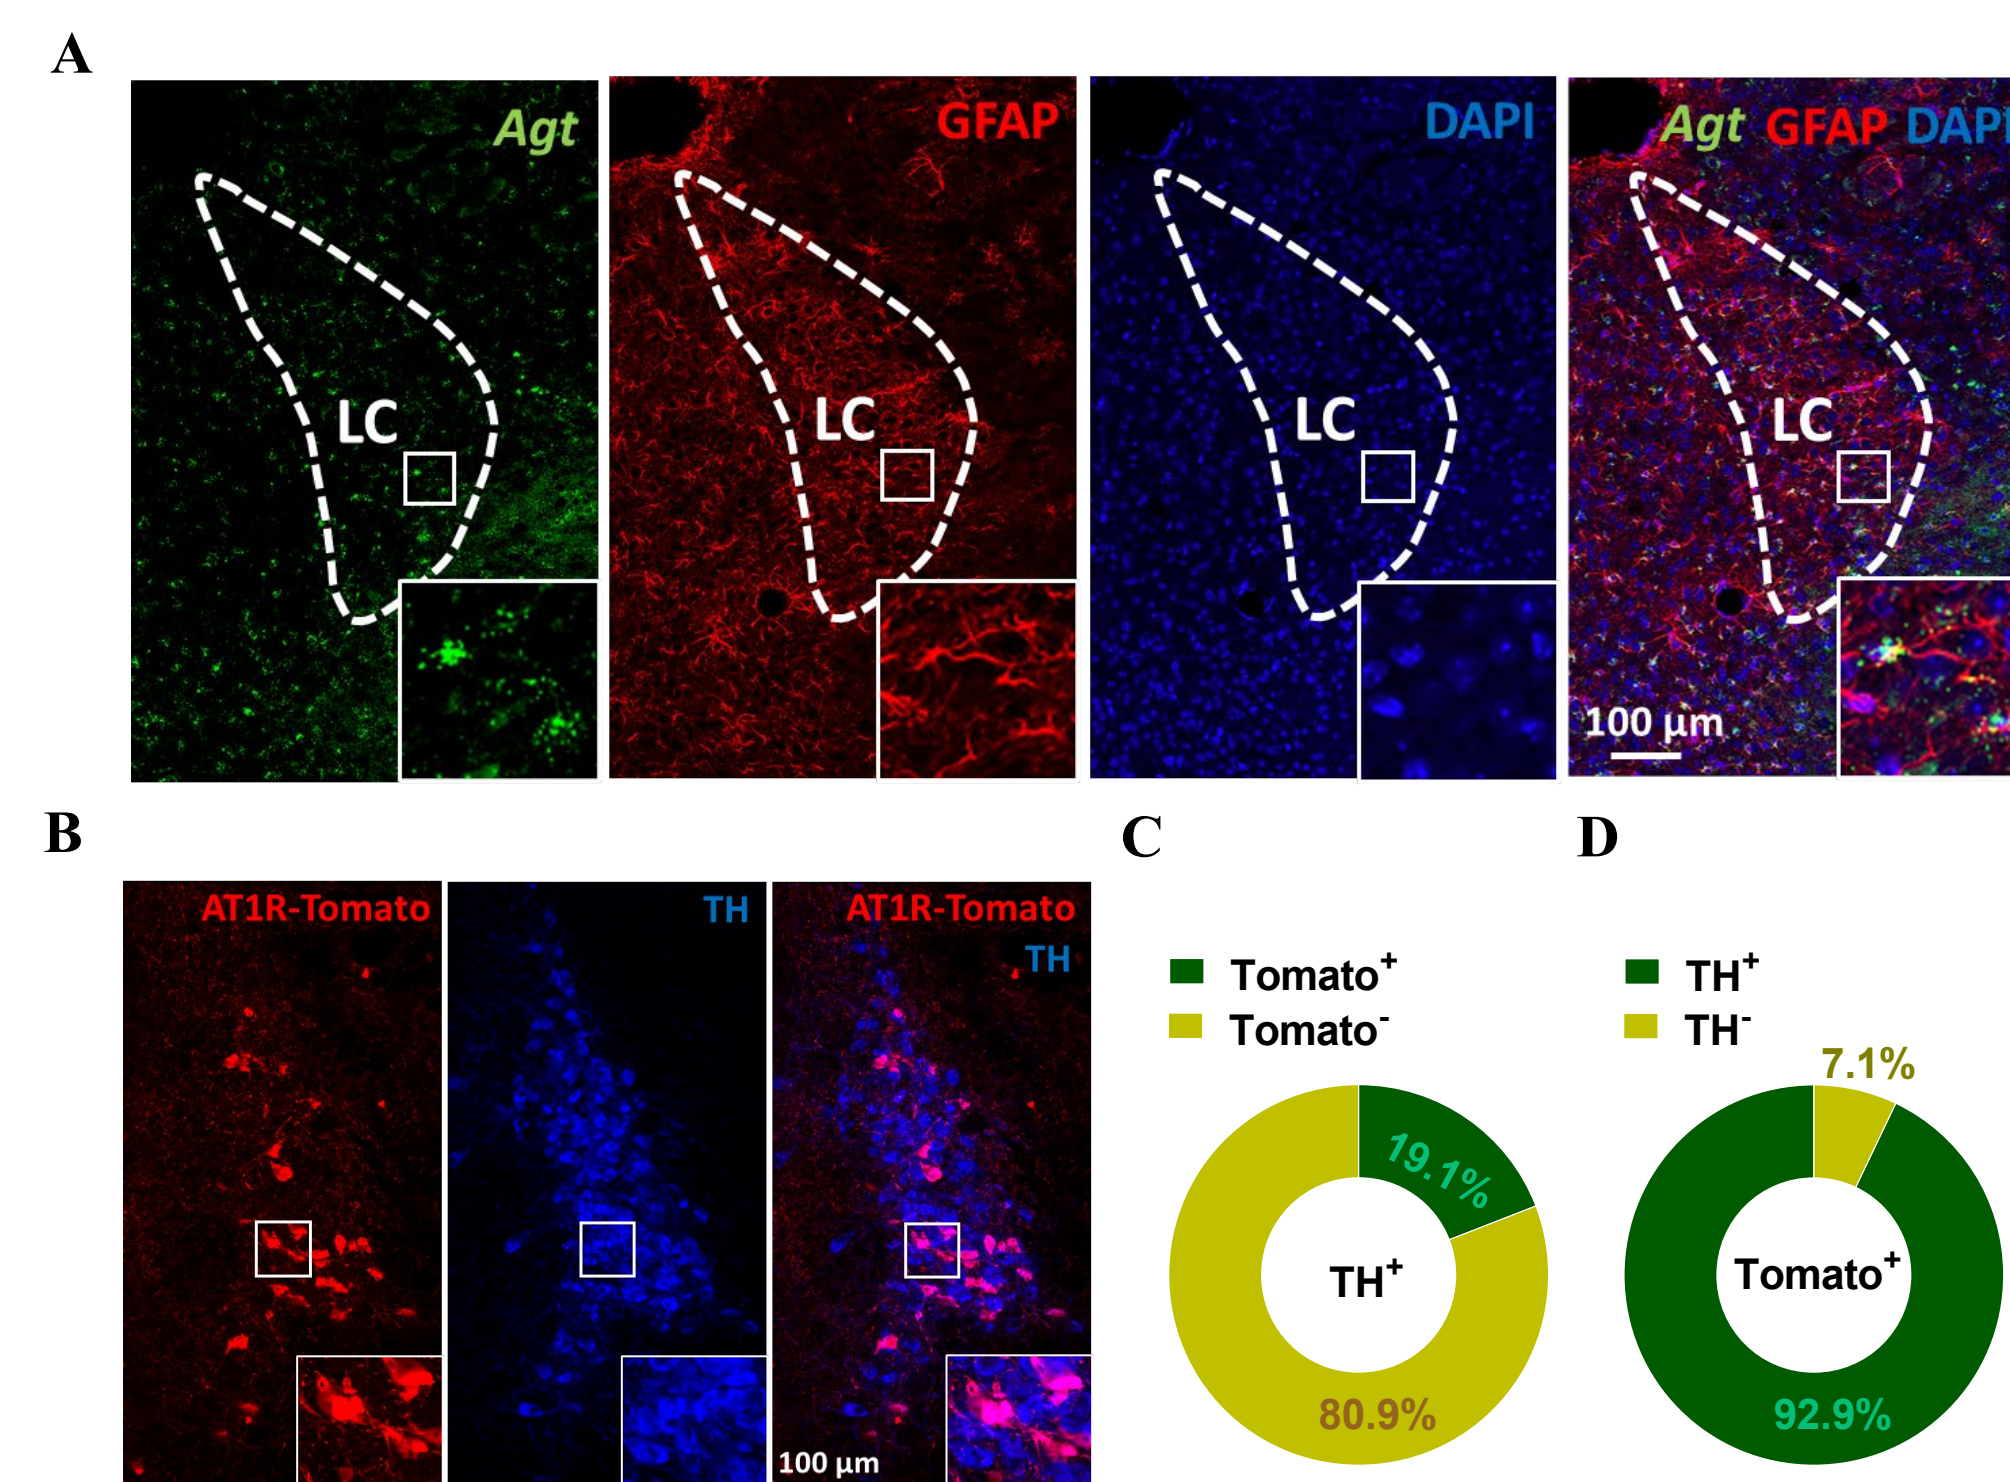 A
Agt
GFAP
DAPI
Agt GFAP DAPI
LC
LC
LC
LC
100 μm
B
AT1R-Tomato
TH
AT1R-Tomato
TH
100 μm
C
Tomato⁺
Tomato⁻
19.1%
TH⁺
80.9%
D
TH⁺
TH⁻
7.1%
Tomato⁺
92.9%